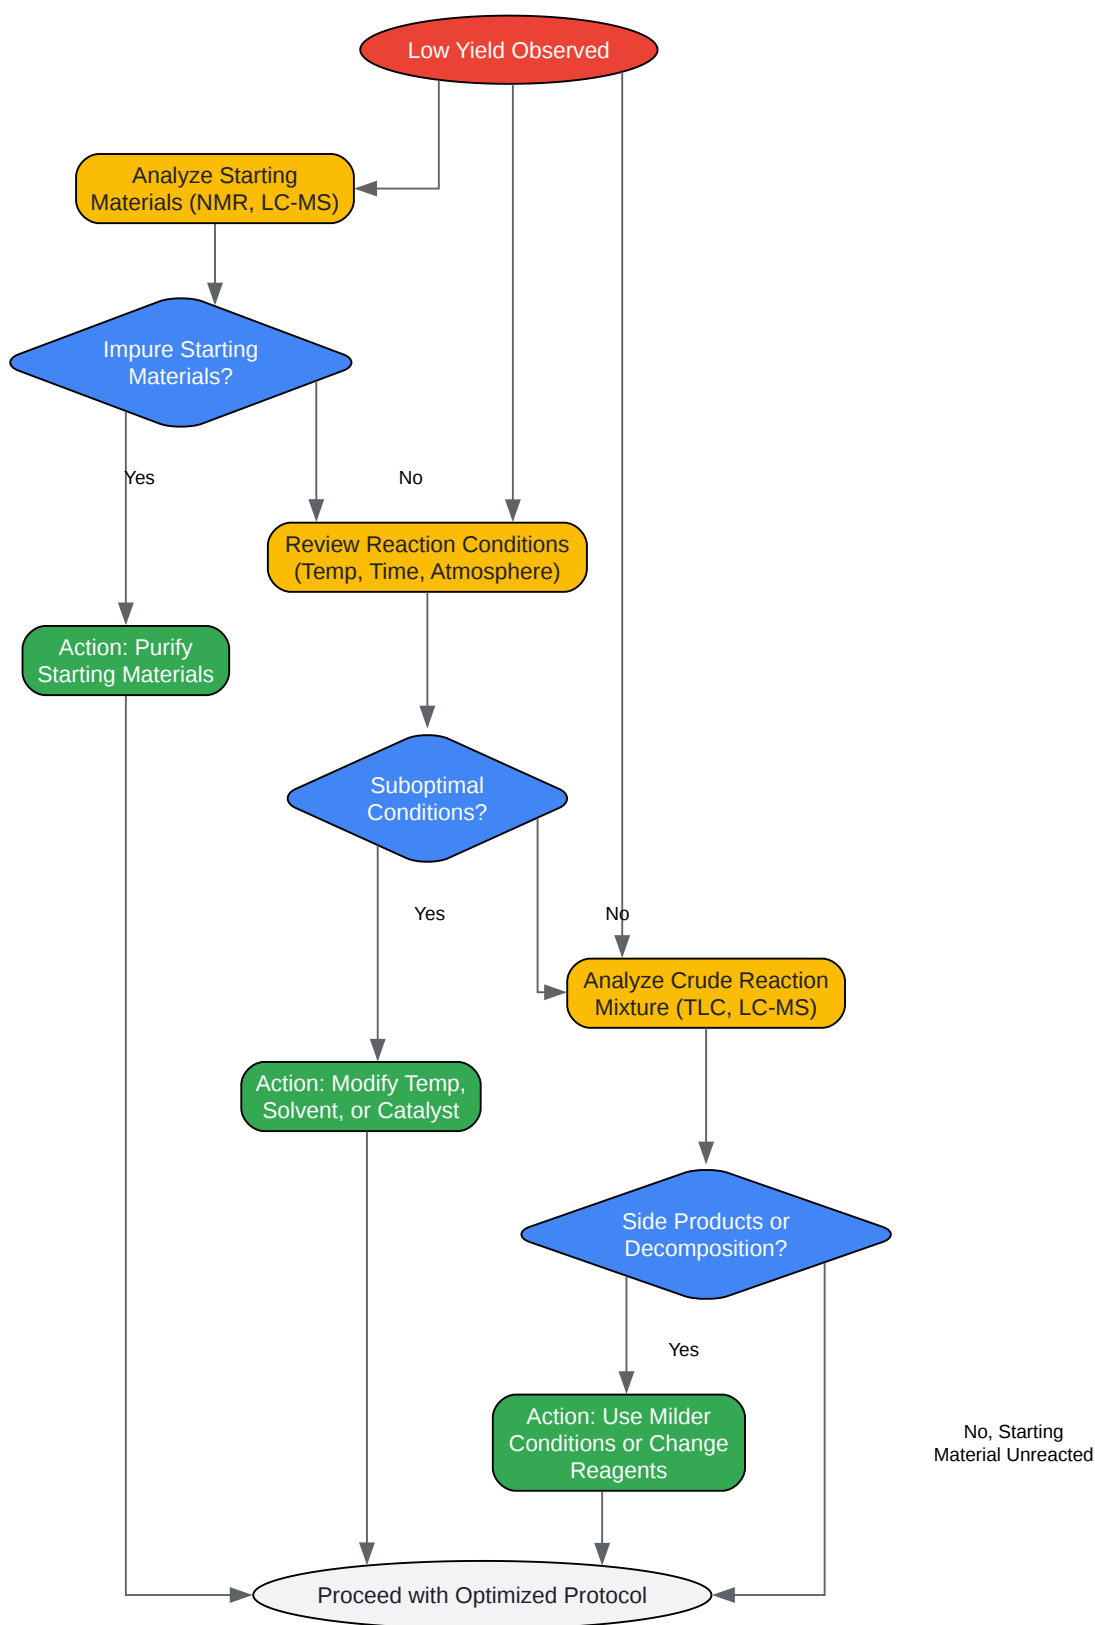 Low Yield Observed
Analyze Starting
Materials (NMR, LC-MS)
Impure Starting
Materials?
Yes
No
Review Reaction Conditions
(Temp, Time, Atmosphere)
Action: Purify
Starting Materials
Suboptimal
Conditions?
Yes
No
Analyze Crude Reaction
Mixture (TLC, LC-MS)
Action: Modify Temp,
Solvent, or Catalyst
Side Products or
Decomposition?
Yes
Action: Use Milder
Conditions or Change
Reagents
No, Starting
Material Unreacted
Proceed with Optimized Protocol